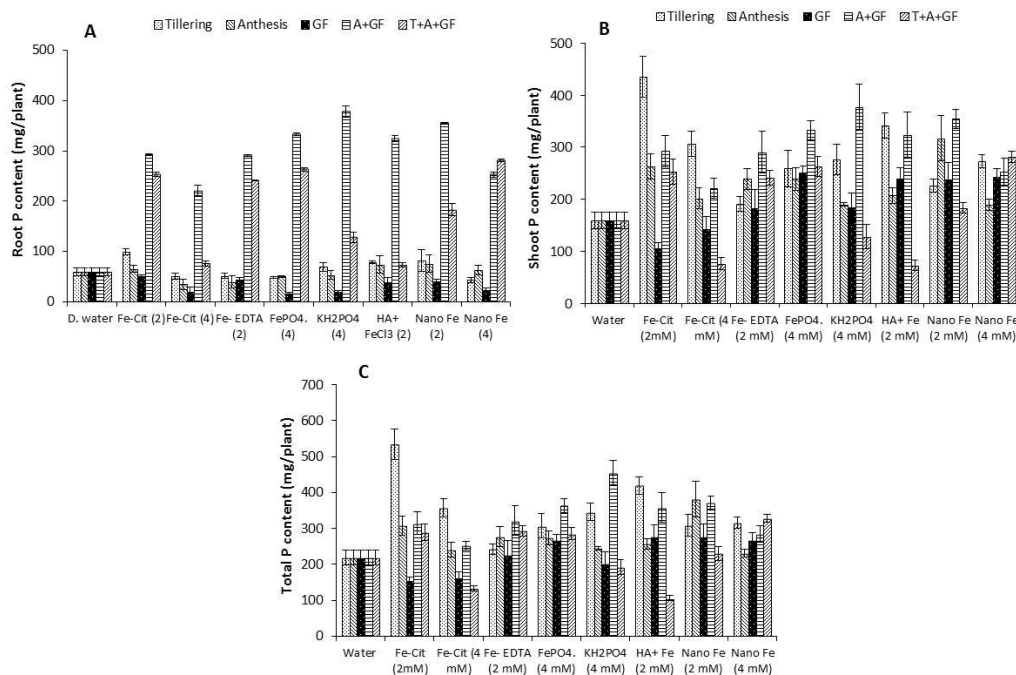 A
Tillering Anthesis GF A+GF T+A+GF
Root P content (mg/plant)
500
400
300
200
100
0
D. water Fe-Cit (2) Fe-Cit (4) Fe- EDTA (2) FePO4. (4) KH2PO4 (4) HA+ FeCl3 (2) Nano Fe (2) Nano Fe (4)
B
Tillering Anthesis GF A+GF T+A+GF
Shoot P content (mg/plant)
500
400
300
200
100
0
Water Fe-Cit (2mM) Fe-Cit (4 mM) Fe- EDTA (2 mM) FePO4. (4 mM) KH2PO4 (4 mM) HA+ Fe (2 mM) Nano Fe (2 mM) Nano Fe (4 mM)
C
Total P content (mg/plant)
700
600
500
400
300
200
100
0
Water Fe-Cit (2mM) Fe-Cit (4 mM) Fe- EDTA (2 mM) FePO4. (4 mM) KH2PO4 (4 mM) HA+ Fe (2 mM) Nano Fe (2 mM) Nano Fe (4 mM)